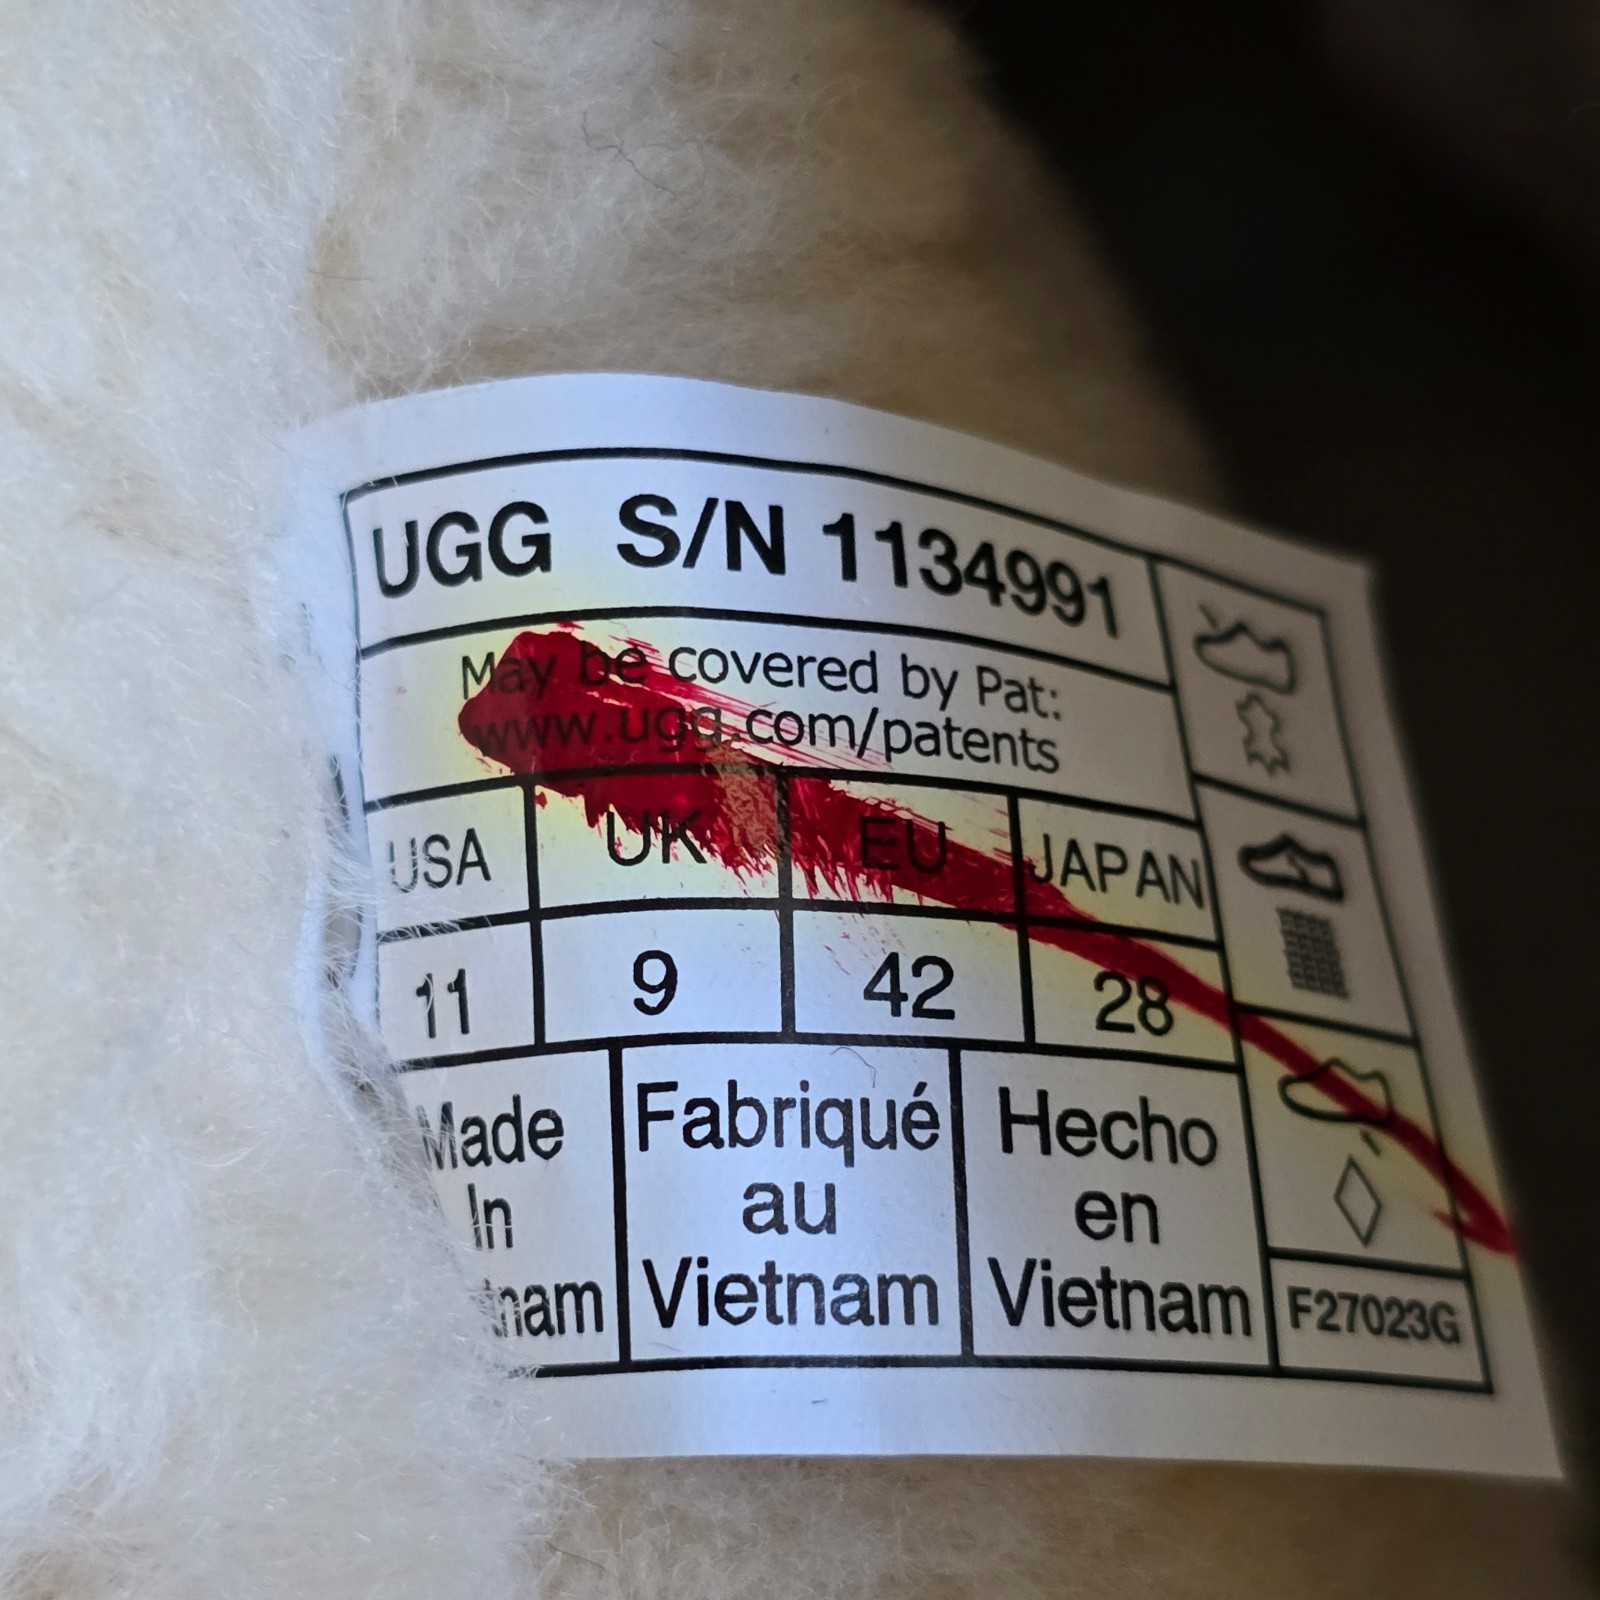 UGG S/N 1134991
May be covered by Pat:
www.ugg.com/patents
USA UK EU JAPAN
11 9 42 28
Made Fabriqué Hecho
In au en
tnam Vietnam Vietnam
F27023G